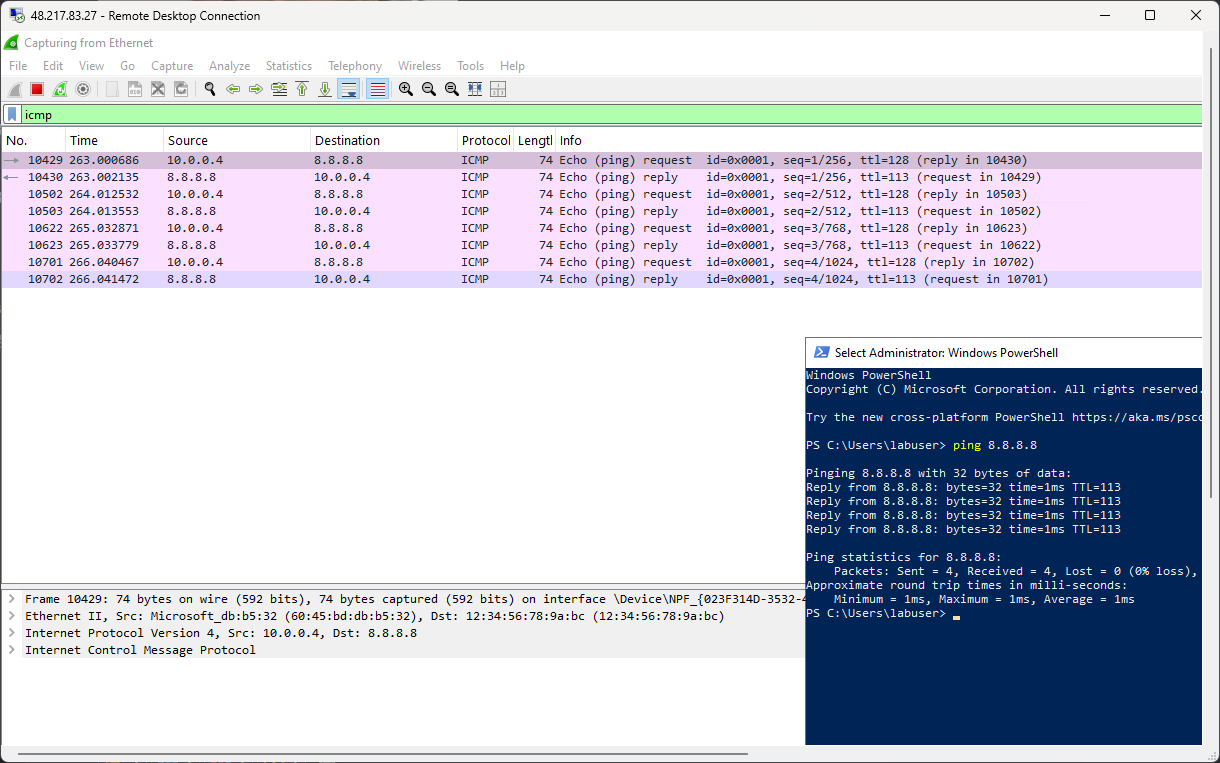 48.217.83.27 - Remote Desktop Connection
Capturing from Ethernet
File Edit View Go Capture Analyze Statistics Telephony Wireless Tools Help
icmp
No. Time Source Destination Protocol Lengtl Info
10429 263.000686 10.0.0.4 8.8.8.8 ICMP 74 Echo (ping) request id=0x0001, seq=1/256, ttl=128 (reply in 10430)
10430 263.002135 8.8.8.8 10.0.0.4 ICMP 74 Echo (ping) reply id=0x0001, seq=1/256, ttl=113 (request in 10429)
10502 264.012532 10.0.0.4 8.8.8.8 ICMP 74 Echo (ping) request id=0x0001, seq=2/512, ttl=128 (reply in 10503)
10503 264.013553 8.8.8.8 10.0.0.4 ICMP 74 Echo (ping) reply id=0x0001, seq=2/512, ttl=113 (request in 10502)
10622 265.032871 10.0.0.4 8.8.8.8 ICMP 74 Echo (ping) request id=0x0001, seq=3/768, ttl=128 (reply in 10623)
10623 265.033779 8.8.8.8 10.0.0.4 ICMP 74 Echo (ping) reply id=0x0001, seq=3/768, ttl=113 (request in 10622)
10701 266.040467 10.0.0.4 8.8.8.8 ICMP 74 Echo (ping) request id=0x0001, seq=4/1024, ttl=128 (reply in 10702)
10702 266.041472 8.8.8.8 10.0.0.4 ICMP 74 Echo (ping) reply id=0x0001, seq=4/1024, ttl=113 (request in 10701)
Select Administrator: Windows PowerShell
Windows PowerShell
Copyright (C) Microsoft Corporation. All rights reserved.
Try the new cross-platform PowerShell https://aka.ms/psco
PS C:\Users\labuser> ping 8.8.8.8
Pinging 8.8.8.8 with 32 bytes of data:
Reply from 8.8.8.8: bytes=32 time=1ms TTL=113
Reply from 8.8.8.8: bytes=32 time=1ms TTL=113
Reply from 8.8.8.8: bytes=32 time=1ms TTL=113
Reply from 8.8.8.8: bytes=32 time=1ms TTL=113
Ping statistics for 8.8.8.8:
Packets: Sent = 4, Received = 4, Lost = 0 (0% loss),
Approximate round trip times in milli-seconds:
Minimum = 1ms, Maximum = 1ms, Average = 1ms
PS C:\Users\labuser>
Frame 10429: 74 bytes on wire (592 bits), 74 bytes captured (592 bits) on interface \Device\NPF_{023F314D-3532-4
Ethernet II, Src: Microsoft_db:b5:32 (60:45:bd:db:b5:32), Dst: 12:34:56:78:9a:bc (12:34:56:78:9a:bc)
Internet Protocol Version 4, Src: 10.0.0.4, Dst: 8.8.8.8
Internet Control Message Protocol